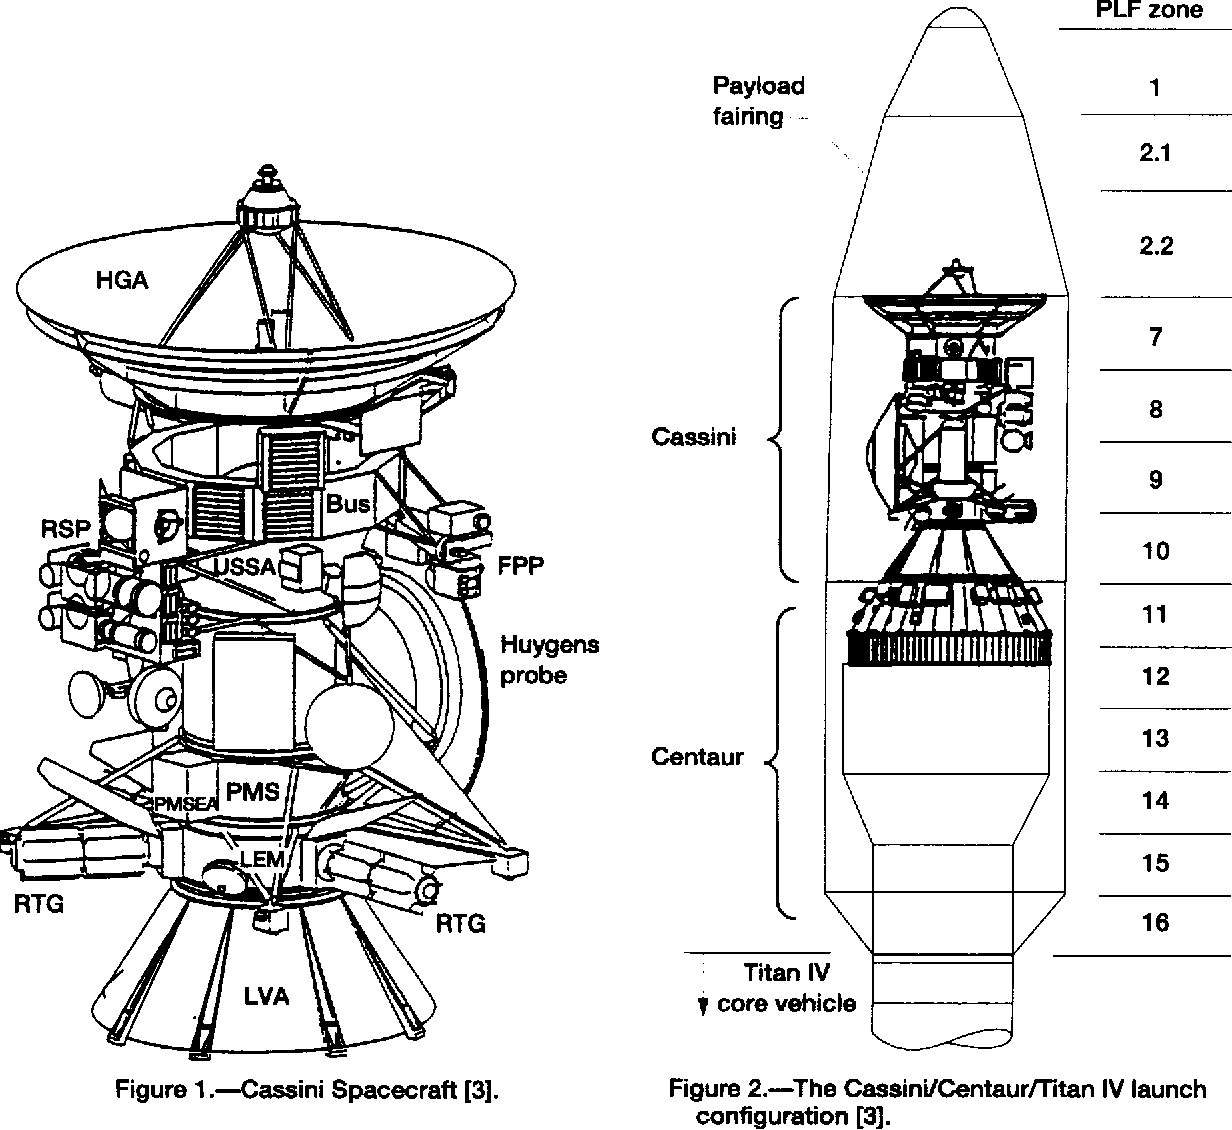 HGA
Bus
RSP
USSA
FPP
Huygens
probe
PMS
PMSEA
LEM
RTG
RTG
LVA
Figure 1.—Cassini Spacecraft [3].
PLF zone
Payload
fairing
1
2.1
2.2
7
Cassini
8
9
10
11
12
Centaur
13
14
15
16
Titan IV
core vehicle
Figure 2.—The Cassini/Centaur/Titan IV launch
configuration [3].